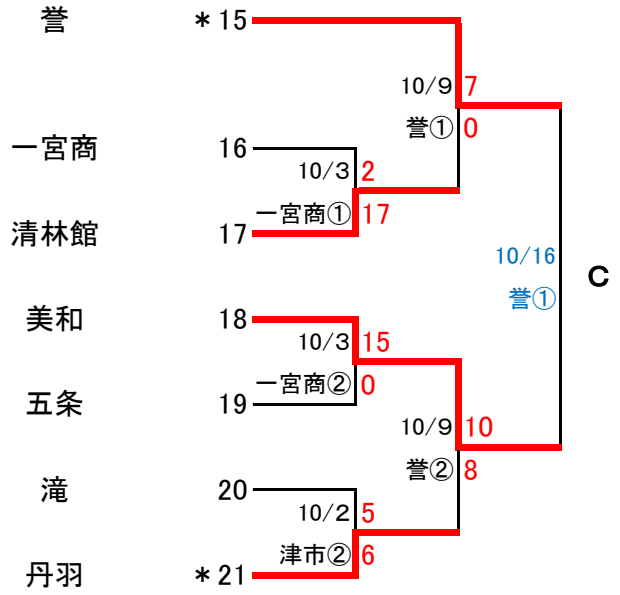 誉 ＊15
10/9 7
誉① 0
一宮商 16
10/3 2
一宮商① 17
清林館 17
10/16
誉①
C
美和 18
10/3 15
一宮商② 0
五条 19
10/9 10
誉② 8
滝 20
10/2 5
津市② 6
丹羽 ＊21